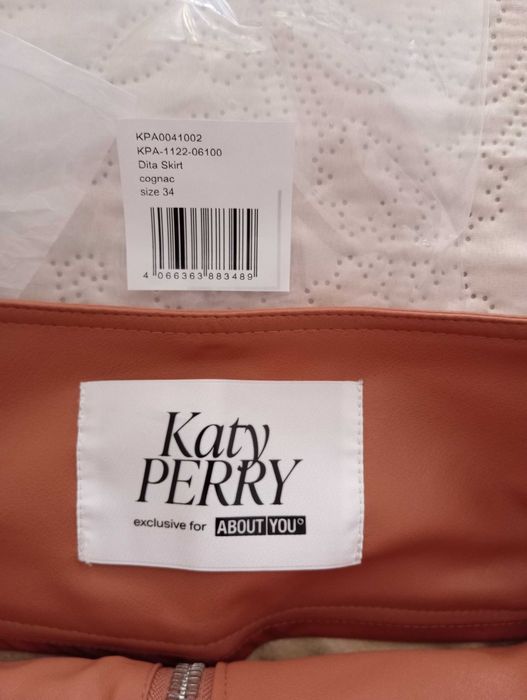 KPA0041002
KPA-1122-06100
Dita Skirt
cognac
size 34
4 066363 883489
Katy
PERRY
exclusive for ABOUT YOU°